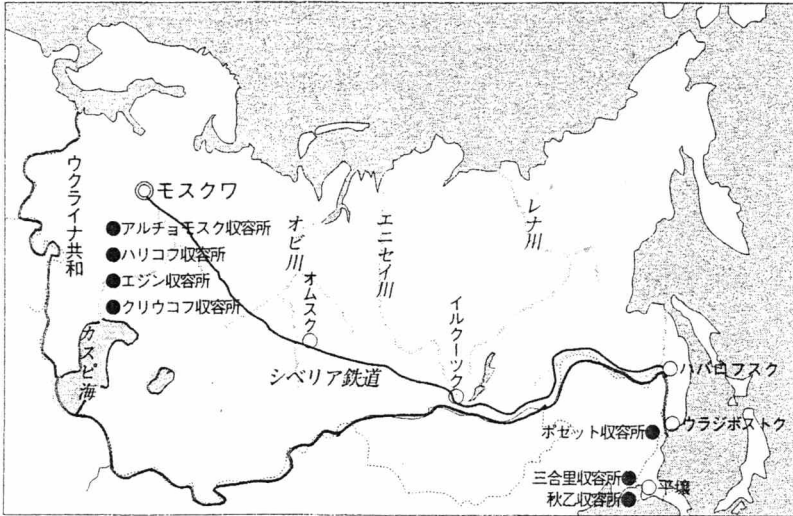 ウクライナ共和
モスクワ
アルチョモスク収容所
ハリコフ収容所
エジン収容所
クリウコフ収容所
カスピ海
オビ川
オムスク
エニセイ川
レナ川
イルクーツク
シベリア鉄道
ハバロフスク
ウラジボストク
ポゼット収容所
三合里収容所
平壌
秋乙収容所